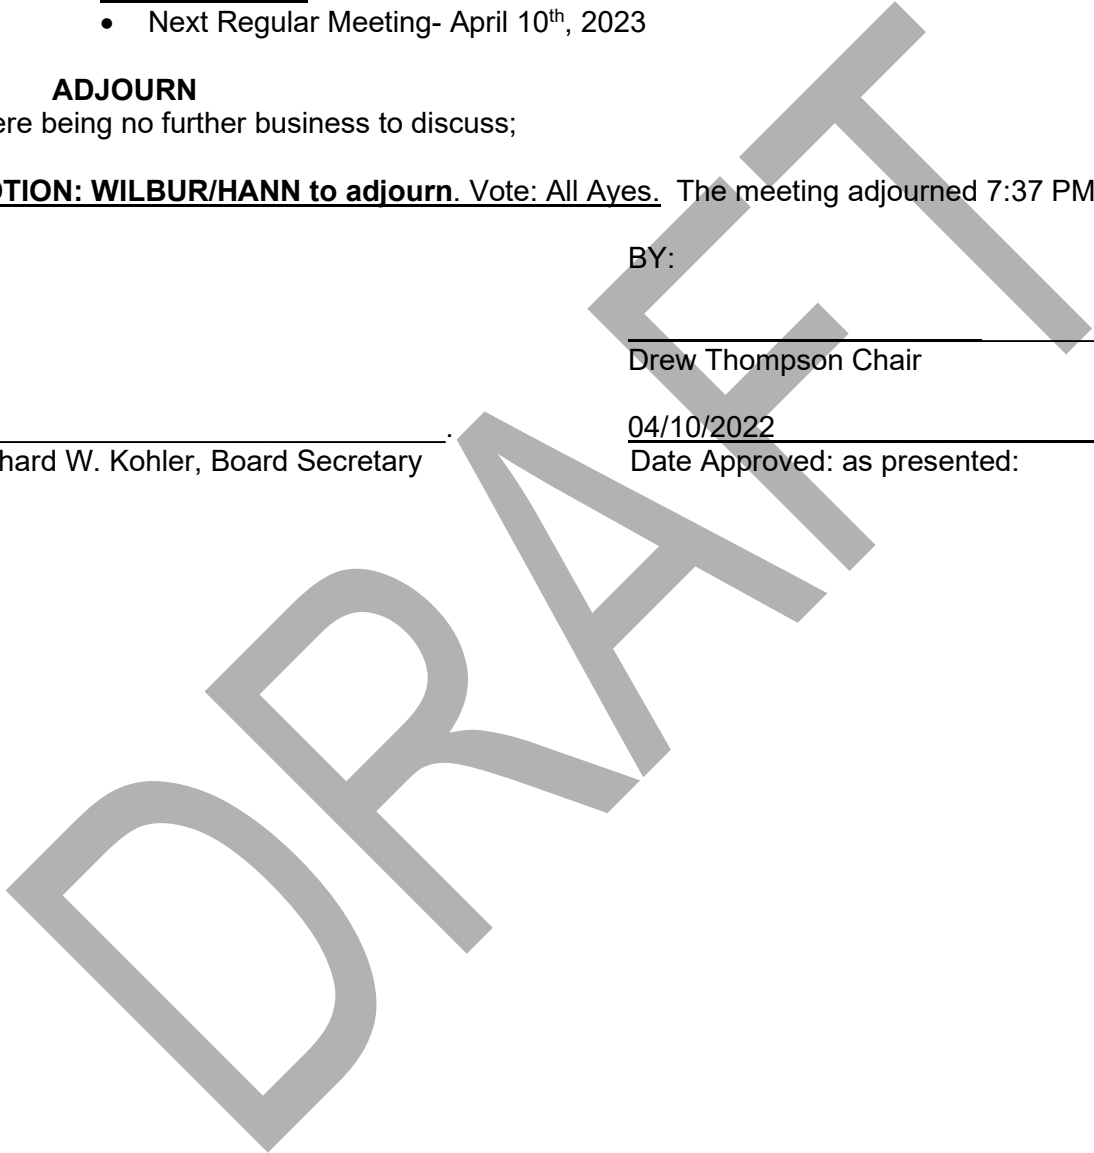 • Next Regular Meeting- April 10th, 2023
ADJOURN
ere being no further business to discuss;
OTION: WILBUR/HANN to adjourn. Vote: All Ayes. The meeting adjourned 7:37 PM
BY:
Drew Thompson Chair
.
04/10/2022
hard W. Kohler, Board Secretary Date Approved: as presented:
DRAFT